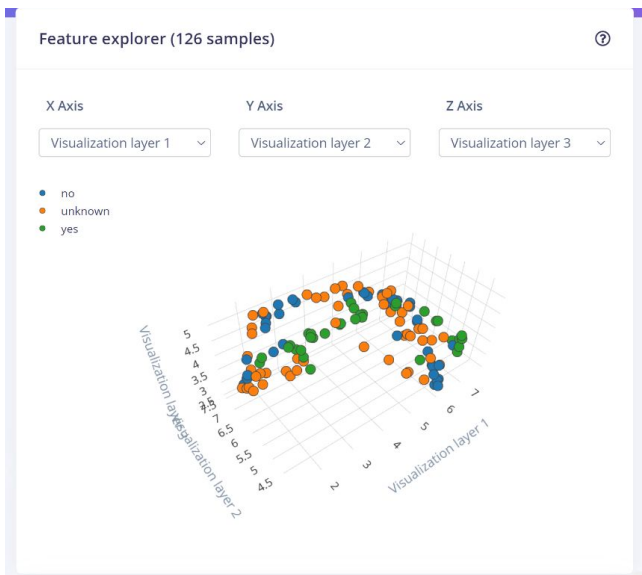 Feature explorer (126 samples)
X Axis
Y Axis
Z Axis
Visualization layer 1
Visualization layer 2
Visualization layer 3
no
unknown
yes
5
4.5
4
3.5
3
7
6.5
6
5.5
5
4.5
2
3
4
5
6
7
Visualization layer 2
Visualization layer 1